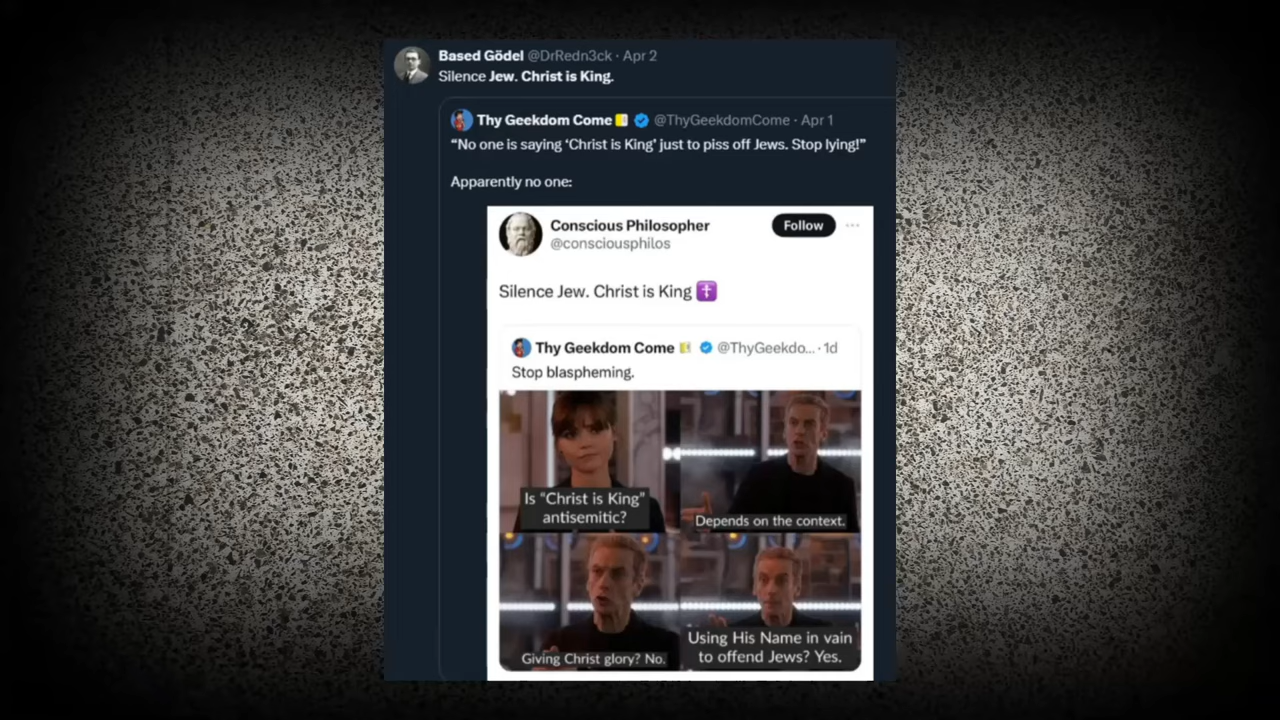 Based Gödel @DrRedn3ck · Apr 2
Silence Jew. Christ is King.
Thy Geekdom Come @ThyGeekdomCome · Apr 1
“No one is saying ‘Christ is King’ just to piss off Jews. Stop lying!”
Apparently no one:
Conscious Philosopher
Follow
@consciousphilos
Silence Jew. Christ is King ✝️
Thy Geekdom Come @ThyGeekdo... · 1d
Stop blaspheming.
Is “Christ is King”
antisemitic?
Depends on the context.
Giving Christ glory? No.
Using His Name in vain
to offend Jews? Yes.